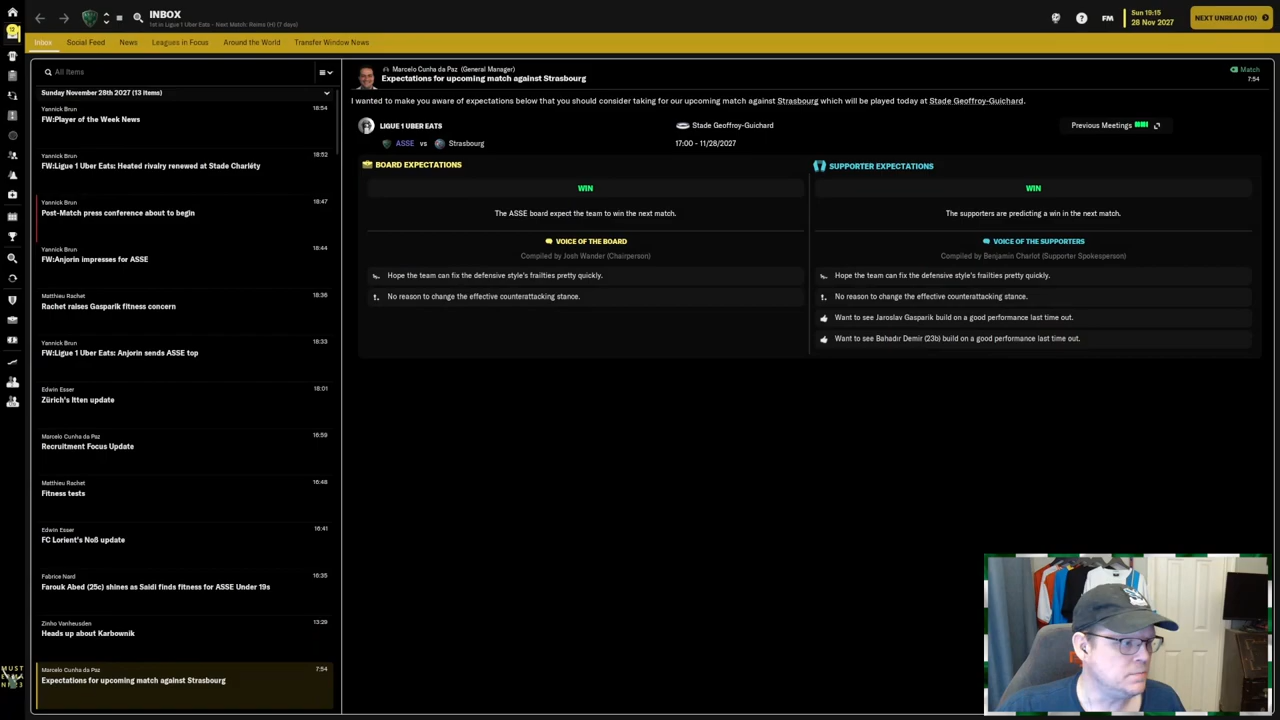 INBOX
1st in Ligue 1 Uber Eats - Next Match: Reims (H) (7 days)
FM
Sun 19:15
28 Nov 2027
NEXT UNREAD (10)
Inbox
Social Feed
News
Leagues in Focus
Around the World
Transfer Window News
All Items
Sunday November 28th 2027 (13 items)
Yannick Brun 18:54
FW:Player of the Week News
Yannick Brun 18:52
FW:Ligue 1 Uber Eats: Heated rivalry renewed at Stade Charléty
Yannick Brun 18:47
Post-Match press conference about to begin
Yannick Brun 18:44
FW:Anjorin impresses for ASSE
Matthieu Rachet 18:36
Rachet raises Gasparik fitness concern
Yannick Brun 18:33
FW:Ligue 1 Uber Eats: Anjorin sends ASSE top
Edwin Esser 18:01
Zürich's Itten update
Marcelo Cunha da Paz 16:59
Recruitment Focus Update
Matthieu Rachet 16:48
Fitness tests
Edwin Esser 16:41
FC Lorient's Noß update
Fabrice Nard 16:35
Farouk Abed (25c) shines as Saidi finds fitness for ASSE Under 19s
Zinho Vanheusden 13:29
Heads up about Karbownik
Marcelo Cunha da Paz 7:54
Expectations for upcoming match against Strasbourg
Marcelo Cunha da Paz (General Manager)
Expectations for upcoming match against Strasbourg
Match
7:54
I wanted to make you aware of expectations below that you should consider taking for our upcoming match against Strasbourg which will be played today at Stade Geoffroy-Guichard.
LIGUE 1 UBER EATS
Stade Geoffroy-Guichard
Previous Meetings
ASSE vs Strasbourg
17:00 - 11/28/2027
BOARD EXPECTATIONS
WIN
The ASSE board expect the team to win the next match.
VOICE OF THE BOARD
Compiled by Josh Wander (Chairperson)
Hope the team can fix the defensive style's frailties pretty quickly.
No reason to change the effective counterattacking stance.
SUPPORTER EXPECTATIONS
WIN
The supporters are predicting a win in the next match.
VOICE OF THE SUPPORTERS
Compiled by Benjamin Charlot (Supporter Spokesperson)
Hope the team can fix the defensive style's frailties pretty quickly.
No reason to change the effective counterattacking stance.
Want to see Jaroslav Gasparik build on a good performance last time out.
Want to see Bahadır Demir (23b) build on a good performance last time out.